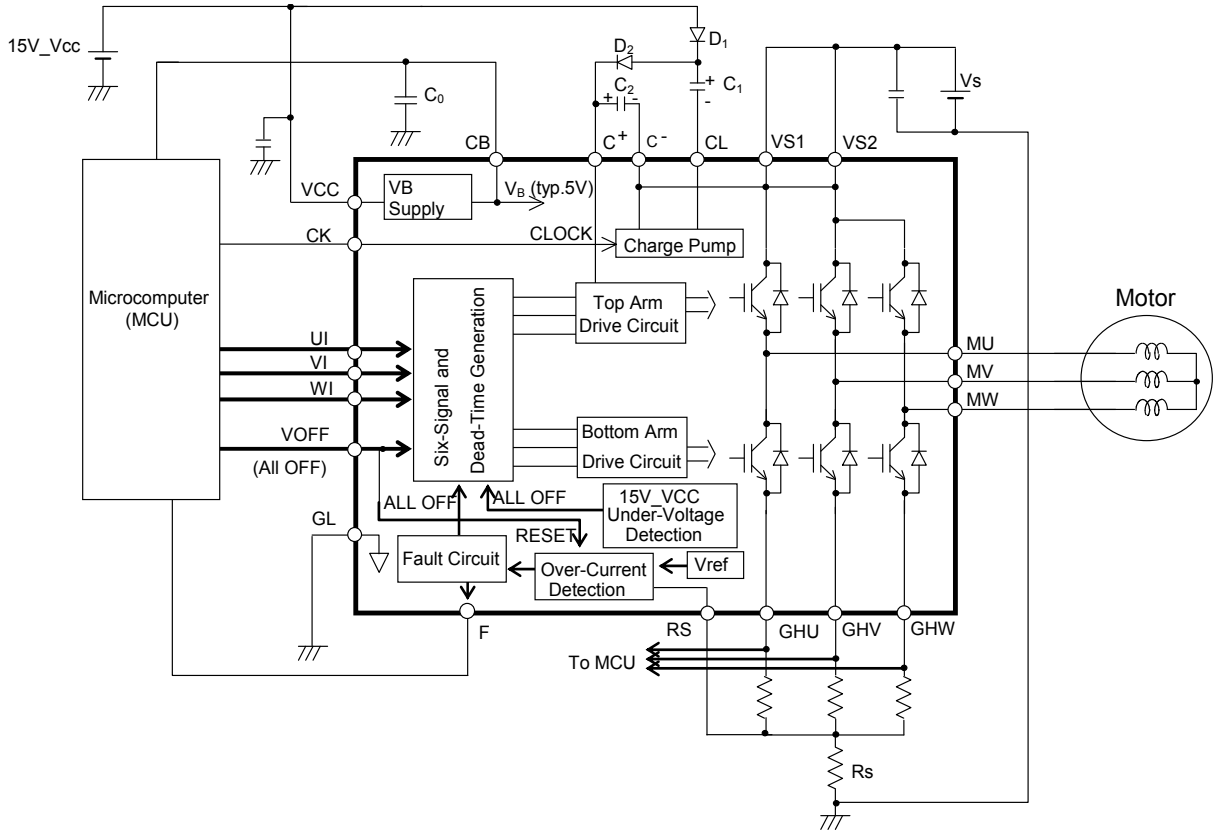 15V_Vcc
D1
D2
C2
+
-
+
-
C1
Vs
C0
CB
C+
C-
CL
VS1
VS2
VCC
VB
Supply
VB (typ.5V)
CK
CLOCK
Charge Pump
Microcomputer
(MCU)
Six-Signal and
Dead-Time Generation
Top Arm
Drive Circuit
Motor
UI
VI
WI
MU
MV
MW
VOFF
(All OFF)
Bottom Arm
Drive Circuit
ALL OFF
ALL OFF
15V_VCC
Under-Voltage
Detection
GL
RESET
Fault Circuit
Over-Current
Detection
Vref
F
RS
GHU
GHV
GHW
To MCU
Rs